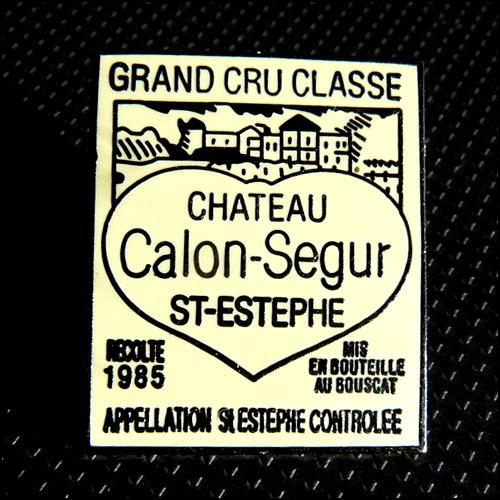 GRAND CRU CLASSE
CHATEAU
Calon-Segur
ST-ESTEPHE
RECOLTE
1985
MIS
EN BOUTEILLE
AU BOUSCAT
APPELLATION St ESTEPHE CONTROLEE